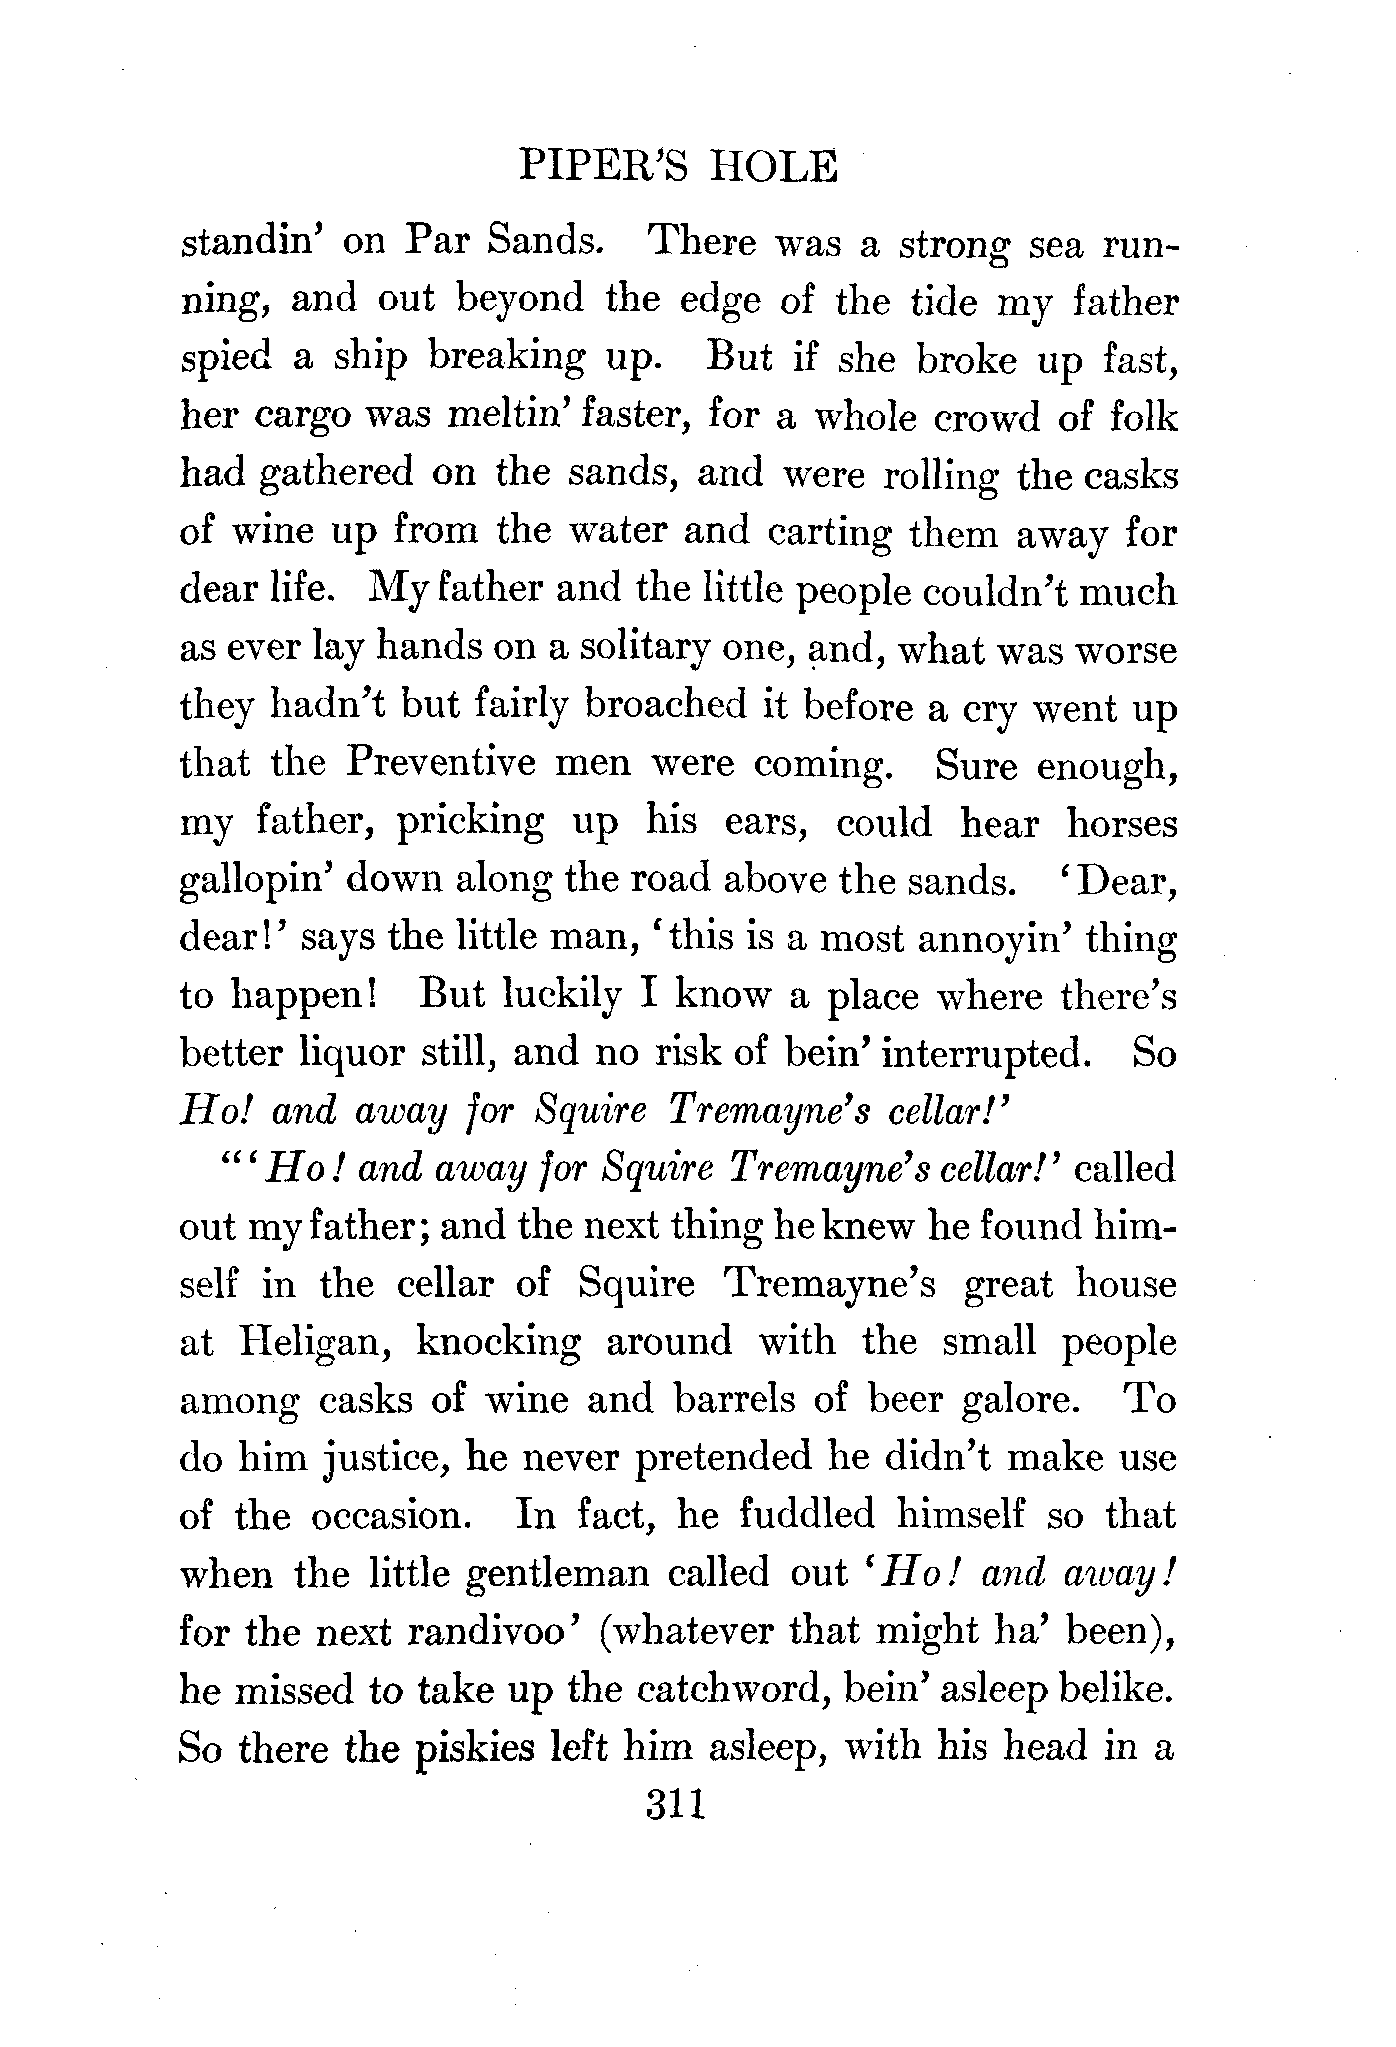 PIPER'S HOLE
standin' on Par Sands. There was a strong sea run-
ning, and out beyond the edge of the tide my father
spied a ship breaking up. But if she broke up fast,
her cargo was meltin' faster, for a whole crowd of folk
had gathered on the sands, and were rolling the casks
of wine up from the water and carting them away for
dear life. My father and the little people couldn't much
as ever lay hands on a solitary one, and, what was worse
they hadn't but fairly broached it before a cry went up
that the Preventive men were coming. Sure enough,
my father, pricking up his ears, could hear horses
gallopin' down along the road above the sands. 'Dear,
dear!' says the little man, 'this is a most annoyin' thing
to happen! But luckily I know a place where there's
better liquor still, and no risk of bein' interrupted. So
Ho! and away for Squire Tremayne's cellar!'
"'Ho! and away for Squire Tremayne's cellar!' called
out my father; and the next thing he knew he found him-
self in the cellar of Squire Tremayne's great house
at Heligan, knocking around with the small people
among casks of wine and barrels of beer galore. To
do him justice, he never pretended he didn't make use
of the occasion. In fact, he fuddled himself so that
when the little gentleman called out 'Ho! and away!
for the next randivoo' (whatever that might ha' been),
he missed to take up the catchword, bein' asleep belike.
So there the piskies left him asleep, with his head in a
311